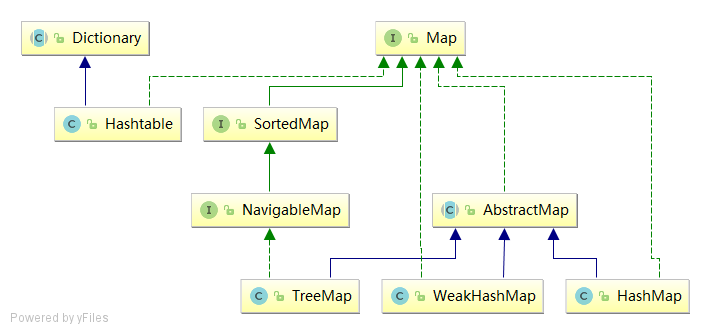 C Dictionary
I Map
C Hashtable
I SortedMap
I NavigableMap
C AbstractMap
C TreeMap
C WeakHashMap
C HashMap
Powered by yFiles